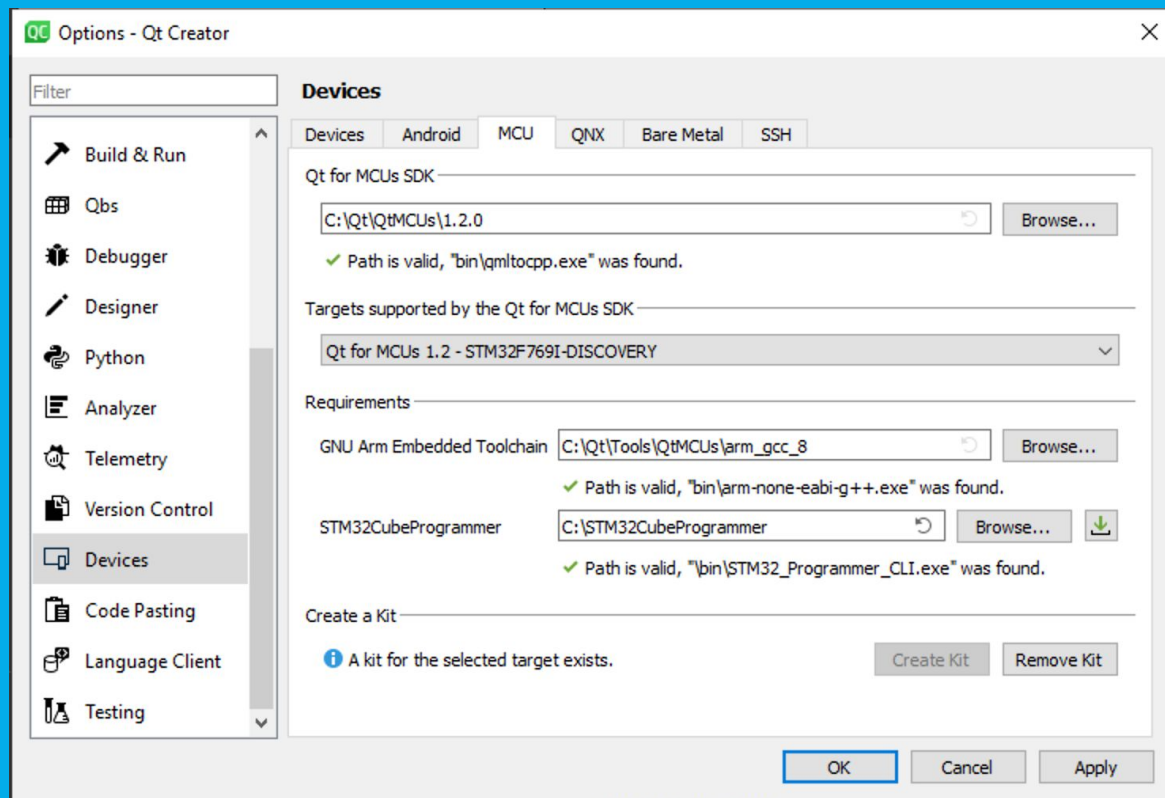 QC Options - Qt Creator
Filter
Build & Run
Qbs
Debugger
Designer
Python
Analyzer
Telemetry
Version Control
Devices
Code Pasting
Language Client
Testing
Devices
Devices Android MCU QNX Bare Metal SSH
Qt for MCUs SDK
C:\Qt\QtMCUs\1.2.0 Browse...
Path is valid, "bin\qmltocpp.exe" was found.
Targets supported by the Qt for MCUs SDK
Qt for MCUs 1.2 - STM32F769I-DISCOVERY
Requirements
GNU Arm Embedded Toolchain C:\Qt\Tools\QtMCUs\arm_gcc_8 Browse...
Path is valid, "bin\arm-none-eabi-g++.exe" was found.
STM32CubeProgrammer C:\STM32CubeProgrammer Browse...
Path is valid, "\bin\STM32_Programmer_CLI.exe" was found.
Create a Kit
A kit for the selected target exists. Create Kit Remove Kit
OK Cancel Apply